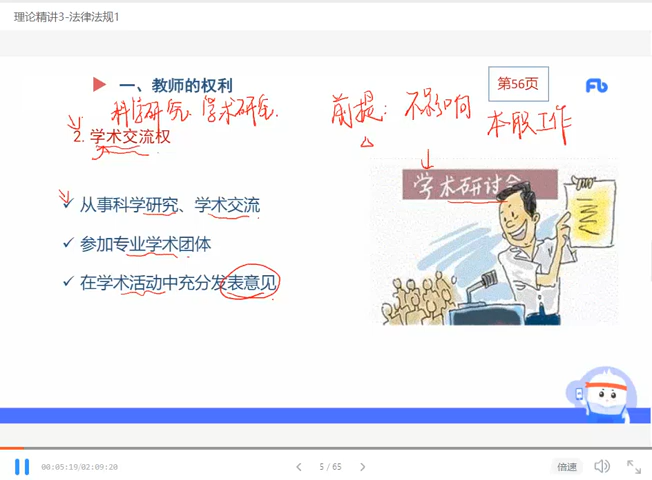 理论精讲3-法律法规1
一、教师的权利
第56页
科学研究、学术研究
前提：不影响
本职工作
2. 学术交流权
学术研讨会
从事科学研究、学术交流
参加专业学术团体
在学术活动中充分发表意见
00:05:19/02:09:20
5 / 65
倍速